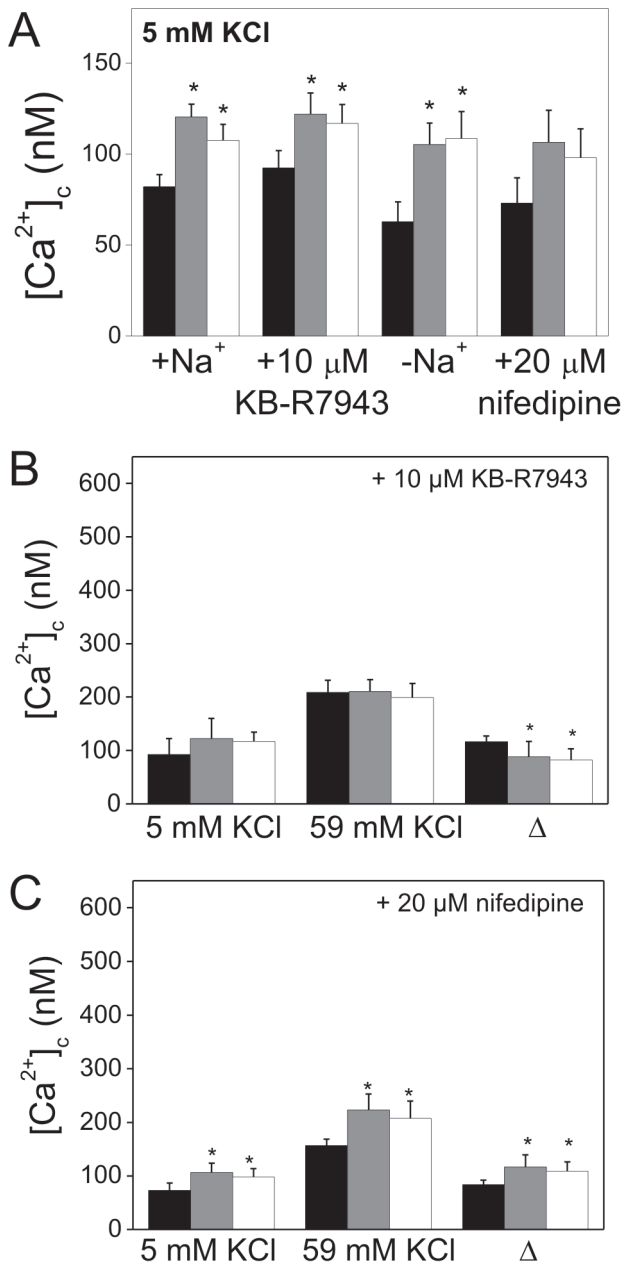 A
5 mM KCl
[Ca²⁺]c (nM)
150
100
50
0
* * * * * *
+Na⁺ +10 μM -Na⁺ +20 μM
KB-R7943 nifedipine
B
+ 10 μM KB-R7943
[Ca²⁺]c (nM)
600
500
400
300
200
100
0
* *
5 mM KCl 59 mM KCl Δ
C
+ 20 μM nifedipine
[Ca²⁺]c (nM)
600
500
400
300
200
100
0
* * * * * *
5 mM KCl 59 mM KCl Δ